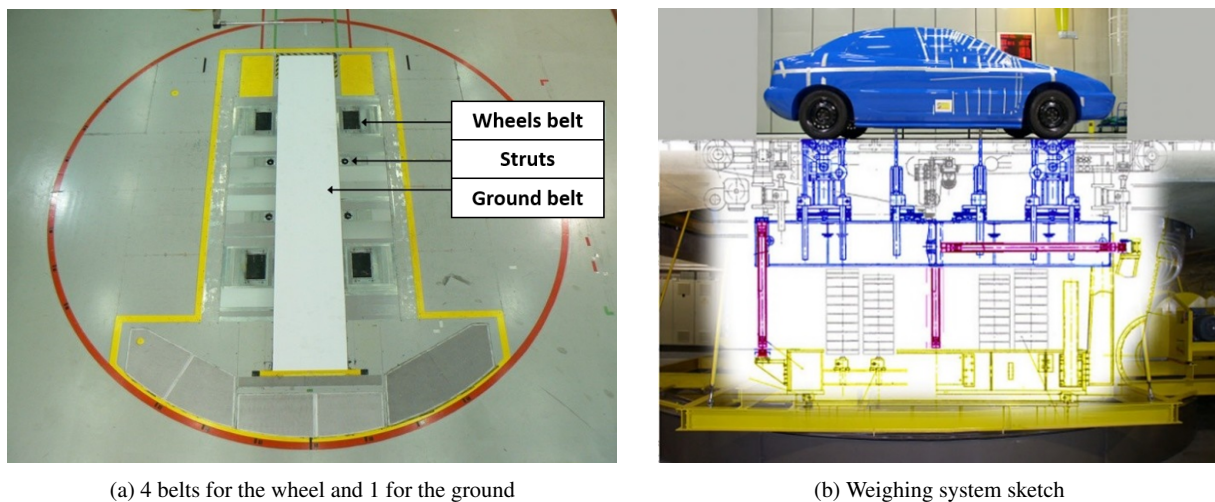 Wheels belt
Struts
Ground belt
(a) 4 belts for the wheel and 1 for the ground
(b) Weighing system sketch